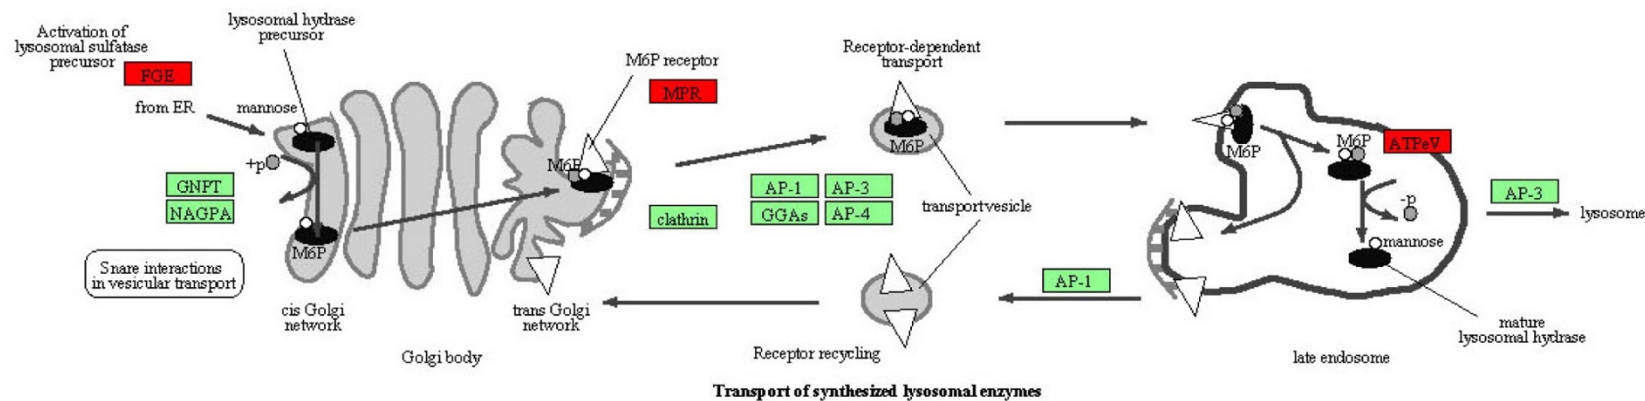 Activation of
lysosomal sulfatase
precursor
FGE
lysosomal hydrase
precursor
from ER
mannose
+p
GNPT
NAGPA
M6P
Snare interactions
in vesicular transport
cis Golgi
network
Golgi body
trans Golgi
network
M6P
M6P receptor
MPR
clathrin
AP-1
AP-3
GGAs
AP-4
Receptor-dependent
transport
M6P
transport vesicle
Receptor recycling
AP-1
M6P
M6P
ATPeV
-p
mannose
AP-3
lysosome
mature
lysosomal hydrase
late endosome
Transport of synthesized lysosomal enzymes